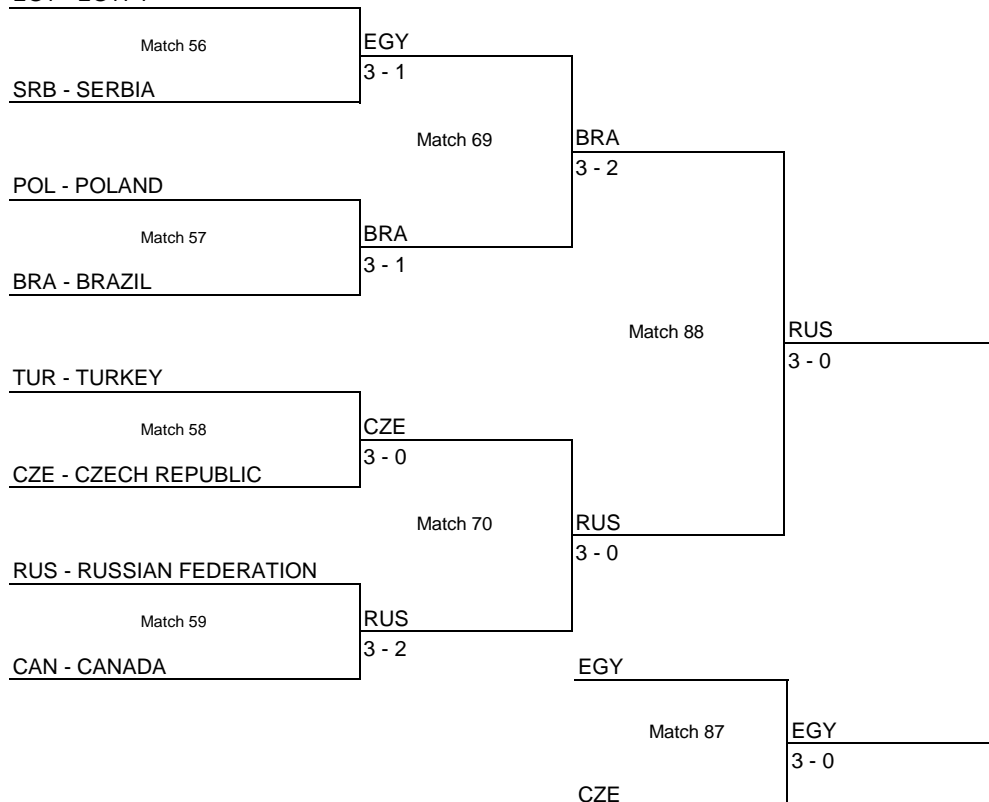 Match 56
EGY
3 - 1
SRB - SERBIA
Match 69
BRA
3 - 2
POL - POLAND
Match 57
BRA
3 - 1
BRA - BRAZIL
Match 88
RUS
3 - 0
TUR - TURKEY
Match 58
CZE
3 - 0
CZE - CZECH REPUBLIC
Match 70
RUS
3 - 0
RUS - RUSSIAN FEDERATION
Match 59
RUS
3 - 2
CAN - CANADA
EGY
Match 87
EGY
3 - 0
CZE